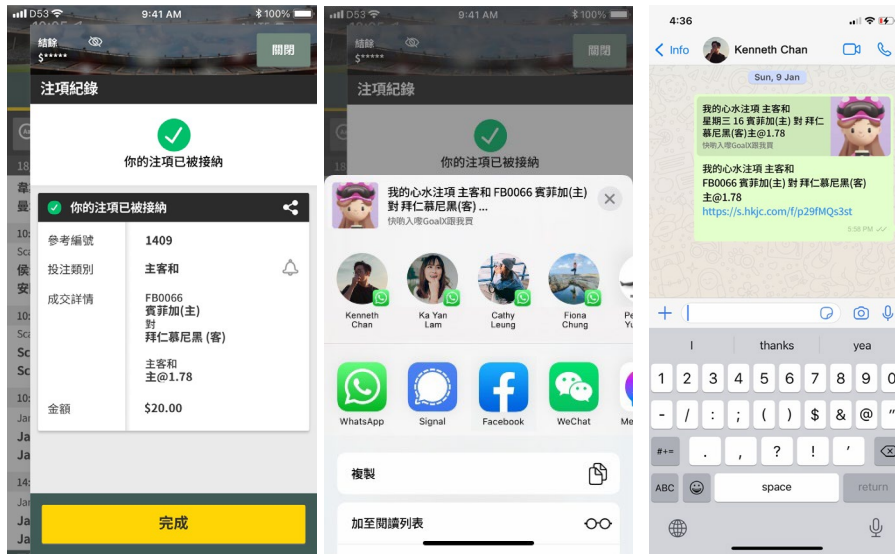 D53
9:41 AM
100%
結餘
$*****
關閉
注項紀錄
你的注項已被接納
你的注項已被接納
參考編號
1409
投注類別
主客和
成交詳情
FB0066
賓菲加(主)
對
拜仁慕尼黑 (客)
主客和
主@1.78
金額
$20.00
完成
D53
9:41 AM
100%
結餘
$*****
關閉
注項紀錄
你的注項已被接納
我的心水注項 主客和 FB0066 賓菲加(主)
對 拜仁慕尼黑(客) ...
快啲入嚟GoalX跟我買
Kenneth
Chan
Ka Yan
Lam
Cathy
Leung
Fiona
Chung
WhatsApp
Signal
Facebook
WeChat
複製
加至閱讀列表
4:36
Info
Kenneth Chan
Sun, 9 Jan
我的心水注項 主客和
星期三 16 賓菲加(主) 對 拜仁
慕尼黑(客)主@1.78
快啲入嚟GoalX跟我買
我的心水注項 主客和
FB0066 賓菲加(主) 對 拜仁慕尼黑(客)
主@1.78
https://s.hkjc.com/f/p29fMQs3st
5:58 PM
I
thanks
yea
1 2 3 4 5 6 7 8 9 0
- / : ; ( ) $ & @ "
#+= . , ? ! '
ABC
space
return